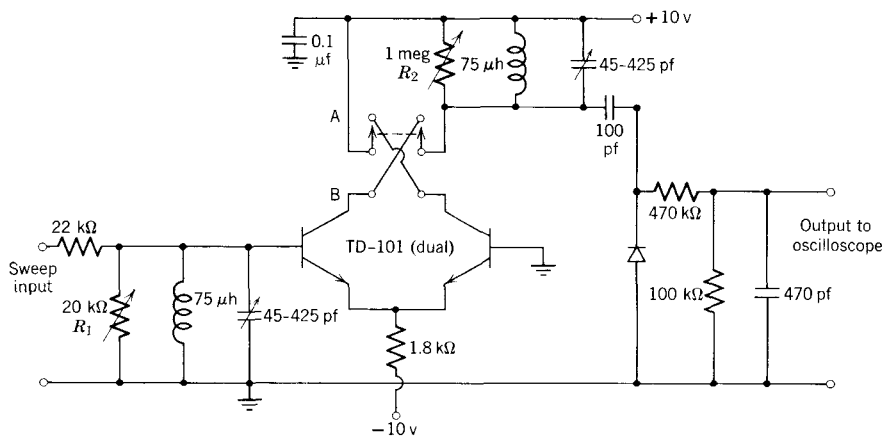 +10 v
0.1
μf
1 meg
R₂
75 μh
45-425 pf
A
100
pf
B
22 kΩ
470 kΩ
TD-101 (dual)
Output to
oscilloscope
Sweep
input
20 kΩ
R₁
75 μh
45-425 pf
100 kΩ
470 pf
1.8 kΩ
−10 v